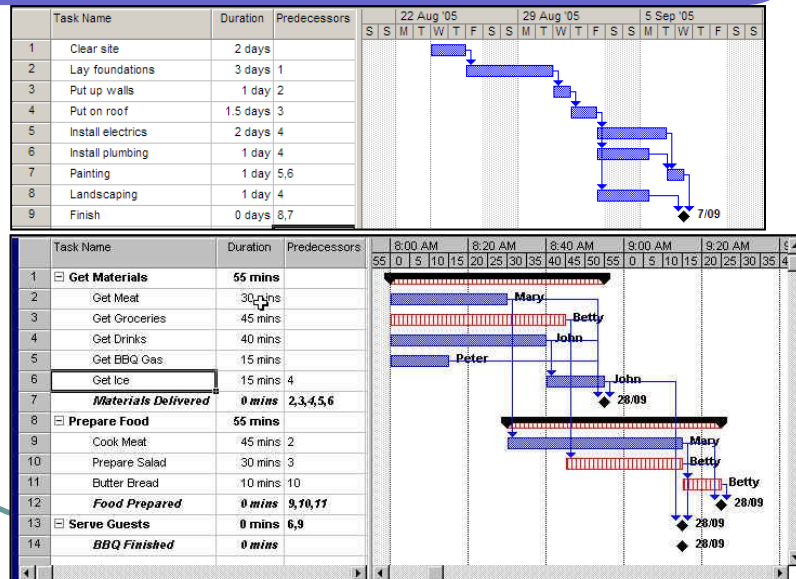 Task Name Duration Predecessors 22 Aug '05 29 Aug '05 5 Sep '05
S S M T W T F S S M T W T F S S M T W T F S S
1 Clear site 2 days
2 Lay foundations 3 days 1
3 Put up walls 1 day 2
4 Put on roof 1.5 days 3
5 Install electrics 2 days 4
6 Install plumbing 1 day 4
7 Painting 1 day 5,6
8 Landscaping 1 day 4
9 Finish 0 days 8,7 7/09
Task Name Duration Predecessors 8:00 AM 8:20 AM 8:40 AM 9:00 AM 9:20 AM
55 0 5 10 15 20 25 30 35 40 45 50 55 0 5 10 15 20 25 30 35
1 Get Materials 55 mins
2 Get Meat 30 mins Mary
3 Get Groceries 45 mins Betty
4 Get Drinks 40 mins John
5 Get BBQ Gas 15 mins Peter
6 Get Ice 15 mins 4 John
7 Materials Delivered 0 mins 2,3,4,5,6 28/09
8 Prepare Food 55 mins
9 Cook Meat 45 mins 2 Mary
10 Prepare Salad 30 mins 3 Betty
11 Butter Bread 10 mins 10 Betty
12 Food Prepared 0 mins 9,10,11 28/09
13 Serve Guests 0 mins 6,9 28/09
14 BBQ Finished 0 mins 28/09